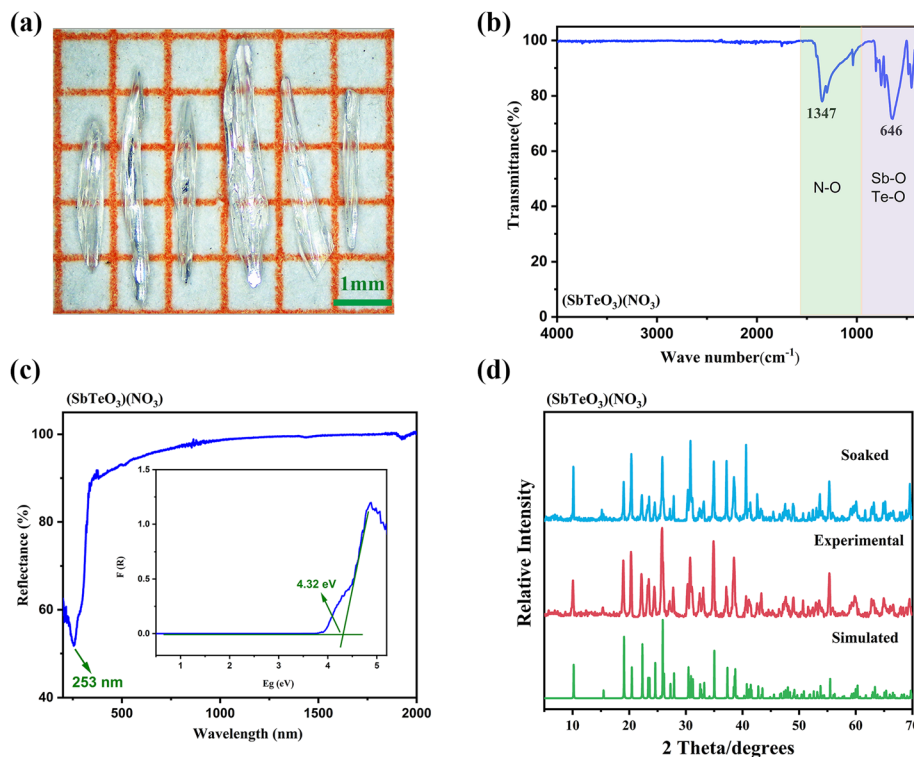 (a)
1mm
(b)
Transmittance(%)
100
80
60
40
20
0
1347
646
N-O
Sb-O
Te-O
(SbTeO₃)(NO₃)
4000 3000 2000 1000
Wave number(cm⁻¹)
(c)
(SbTeO₃)(NO₃)
Reflectance (%)
100
90
80
70
60
50
40
253 nm
500 1000 1500 2000
Wavelength (nm)
F (R)
1.5
1.0
0.5
0.0
4.32 eV
1 2 3 4 5
Eg (eV)
(d)
(SbTeO₃)(NO₃)
Relative Intensity
Soaked
Experimental
Simulated
10 20 30 40 50 60 70
2 Theta/degrees